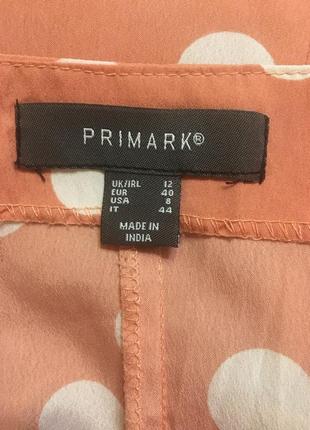 PRIMARK®
UK/IRL 12
EUR 40
USA 8
IT 44
MADE IN
INDIA